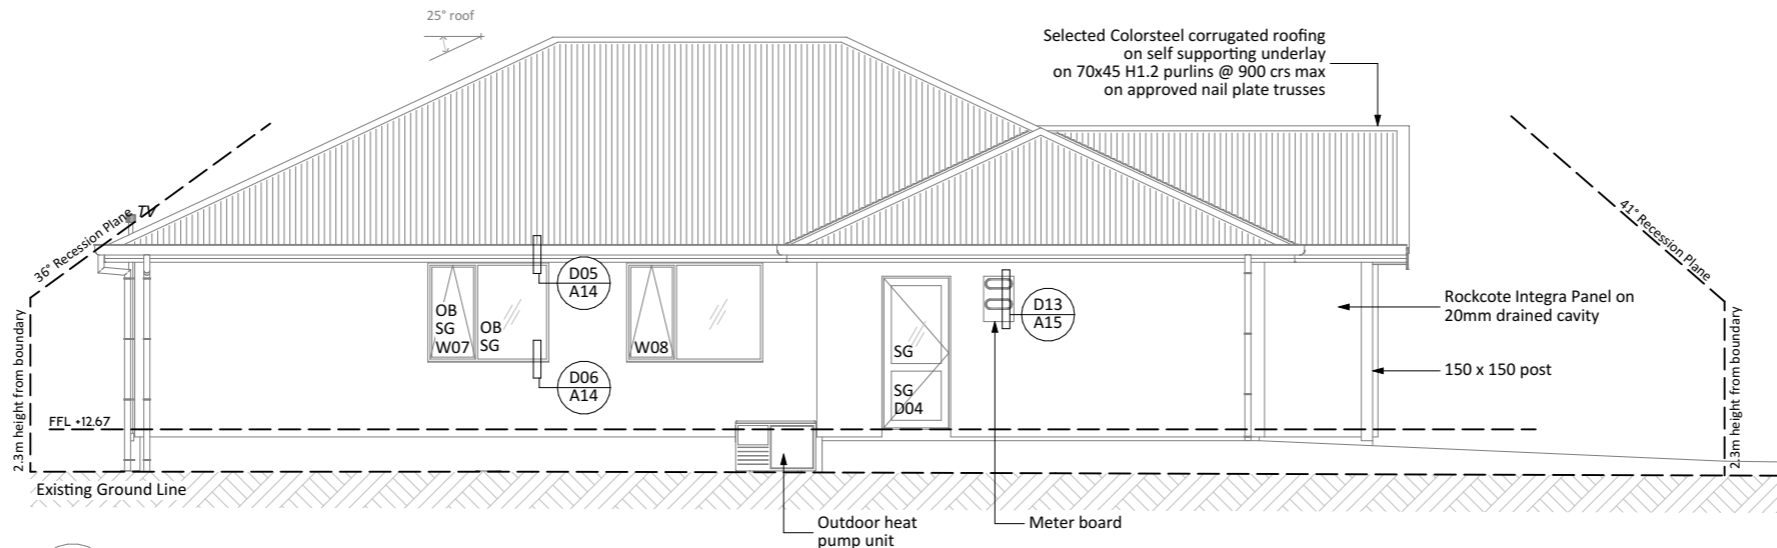 25° roof
Selected Colorsteel corrugated roofing
on self supporting underlay
on 70x45 H1.2 purlins @ 900 crs max
on approved nail plate trusses
TV
36° Recession Plane
41° Recession Plane
D05
A14
OB
SG
W07
OB
SG
W08
D13
A15
SG
SG
D04
D06
A14
Rockcote Integra Panel on
20mm drained cavity
150 x 150 post
2.3m height from boundary
2.3m height from boundary
FFL +12.67
Existing Ground Line
Outdoor heat
pump unit
Meter board